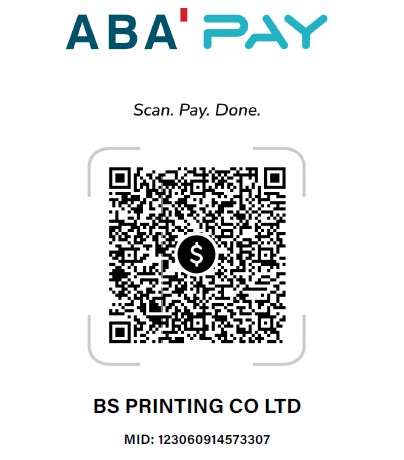 ABA' PAY
Scan. Pay. Done.
$
BS PRINTING CO LTD
MID: 123060914573307